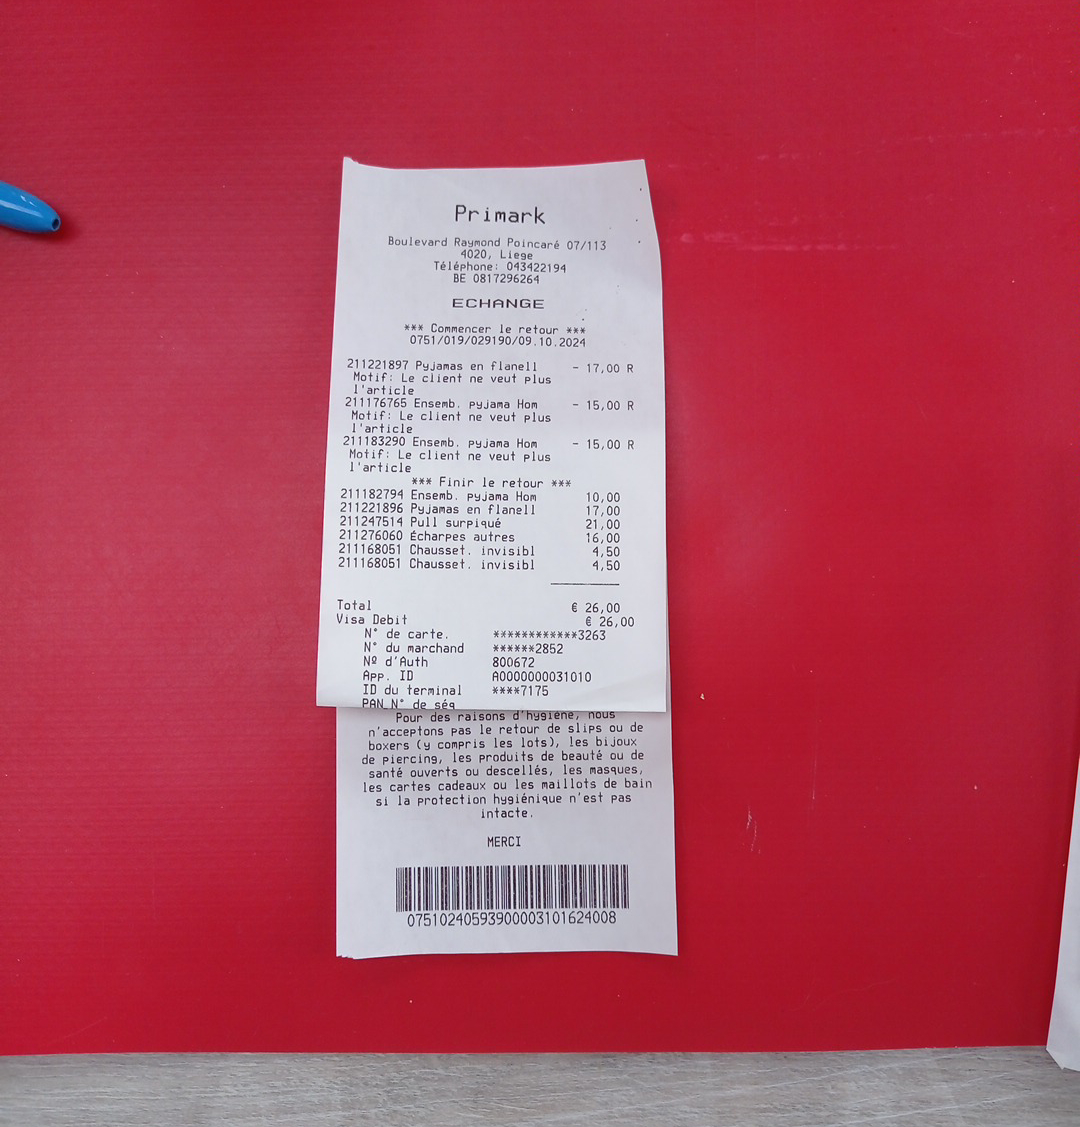 Primark
Boulevard Raymond Poincaré 07/113
4020, Liege
Téléphone: 043422194
BE 0817296264
ECHANGE
*** Commencer le retour ***
0751/019/029190/09.10.2024
211221897 Pyjamas en flanell - 17,00 R
Motif: Le client ne veut plus
l'article
211176765 Ensemb. pyjama Hom - 15,00 R
Motif: Le client ne veut plus
l'article
211183290 Ensemb. pyjama Hom - 15,00 R
Motif: Le client ne veut plus
l'article
*** Finir le retour ***
211182794 Ensemb. pyjama Hom 10,00
211221896 Pyjamas en flanell 17,00
211247514 Pull surpiqué 21,00
211276060 Écharpes autres 16,00
211168051 Chausset. invisibl 4,50
211168051 Chausset. invisibl 4,50
Total € 26,00
Visa Debit € 26,00
N° de carte. ************3263
N° du marchand ******2852
Nº d'Auth 800672
App. ID A0000000031010
ID du terminal ****7175
PAN N° de séq
Pour des raisons d'hygiène, nous
n'acceptons pas le retour de slips ou de
boxers (y compris les lots), les bijoux
de piercing, les produits de beauté ou de
santé ouverts ou descellés, les masques,
les cartes cadeaux ou les maillots de bain
si la protection hygiénique n'est pas
intacte.
MERCI
07510240593900003101624008